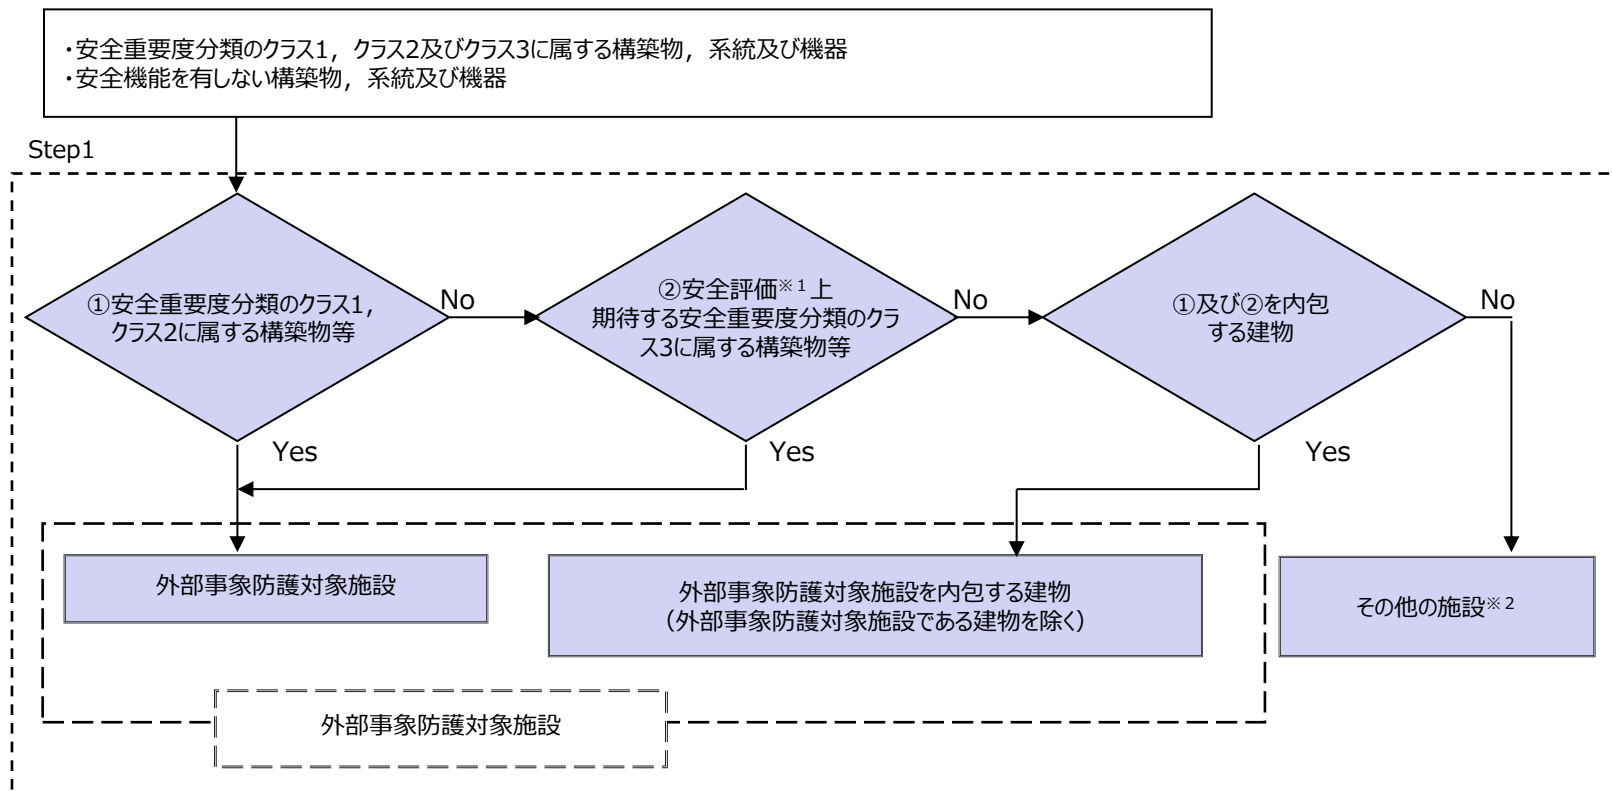 ・安全重要度分類のクラス1，クラス2及びクラス3に属する構築物，系統及び機器
・安全機能を有しない構築物，系統及び機器
Step1
①安全重要度分類のクラス1，
クラス2に属する構築物等
No
②安全評価※１上
期待する安全重要度分類のクラ
ス3に属する構築物等
No
①及び②を内包
する建物
No
Yes
Yes
Yes
外部事象防護対象施設
外部事象防護対象施設を内包する建物
（外部事象防護対象施設である建物を除く）
その他の施設※２
外部事象防護対象施設